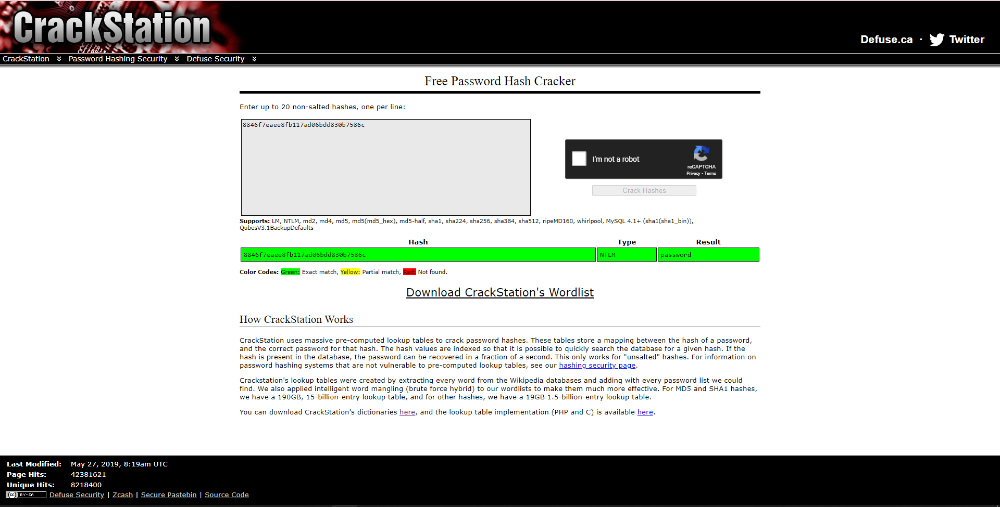 CrackStation
Defuse.ca · Twitter
CrackStation Password Hashing Security Defuse Security
Free Password Hash Cracker
Enter up to 20 non-salted hashes, one per line:
8846f7eaee8fb117ad06bdd830b7586c
I'm not a robot
reCAPTCHA
Privacy - Terms
Crack Hashes
Supports: LM, NTLM, md2, md4, md5, md5(md5_hex), md5-half, sha1, sha224, sha256, sha384, sha512, ripeMD160, whirlpool, MySQL 4.1+ (sha1(sha1_bin)),
QubesV3.1BackupDefaults
Hash Type Result
8846f7eaee8fb117ad06bdd830b7586c NTLM password
Color Codes: Green: Exact match, Yellow: Partial match, Red: Not found.
Download CrackStation's Wordlist
How CrackStation Works
CrackStation uses massive pre-computed lookup tables to crack password hashes. These tables store a mapping between the hash of a password,
and the correct password for that hash. The hash values are indexed so that it is possible to quickly search the database for a given hash. If the
hash is present in the database, the password can be recovered in a fraction of a second. This only works for "unsalted" hashes. For information on
password hashing systems that are not vulnerable to pre-computed lookup tables, see our hashing security page.
Crackstation's lookup tables were created by extracting every word from the Wikipedia databases and adding with every password list we could
find. We also applied intelligent word mangling (brute force hybrid) to our wordlists to make them much more effective. For MD5 and SHA1 hashes,
we have a 190GB, 15-billion-entry lookup table, and for other hashes, we have a 19GB 1.5-billion-entry lookup table.
You can download CrackStation's dictionaries here, and the lookup table implementation (PHP and C) is available here.
Last Modified: May 27, 2019, 8:19am UTC
Page Hits: 42381621
Unique Hits: 8218400
cc BY-SA Defuse Security | Zcash | Secure Pastebin | Source Code